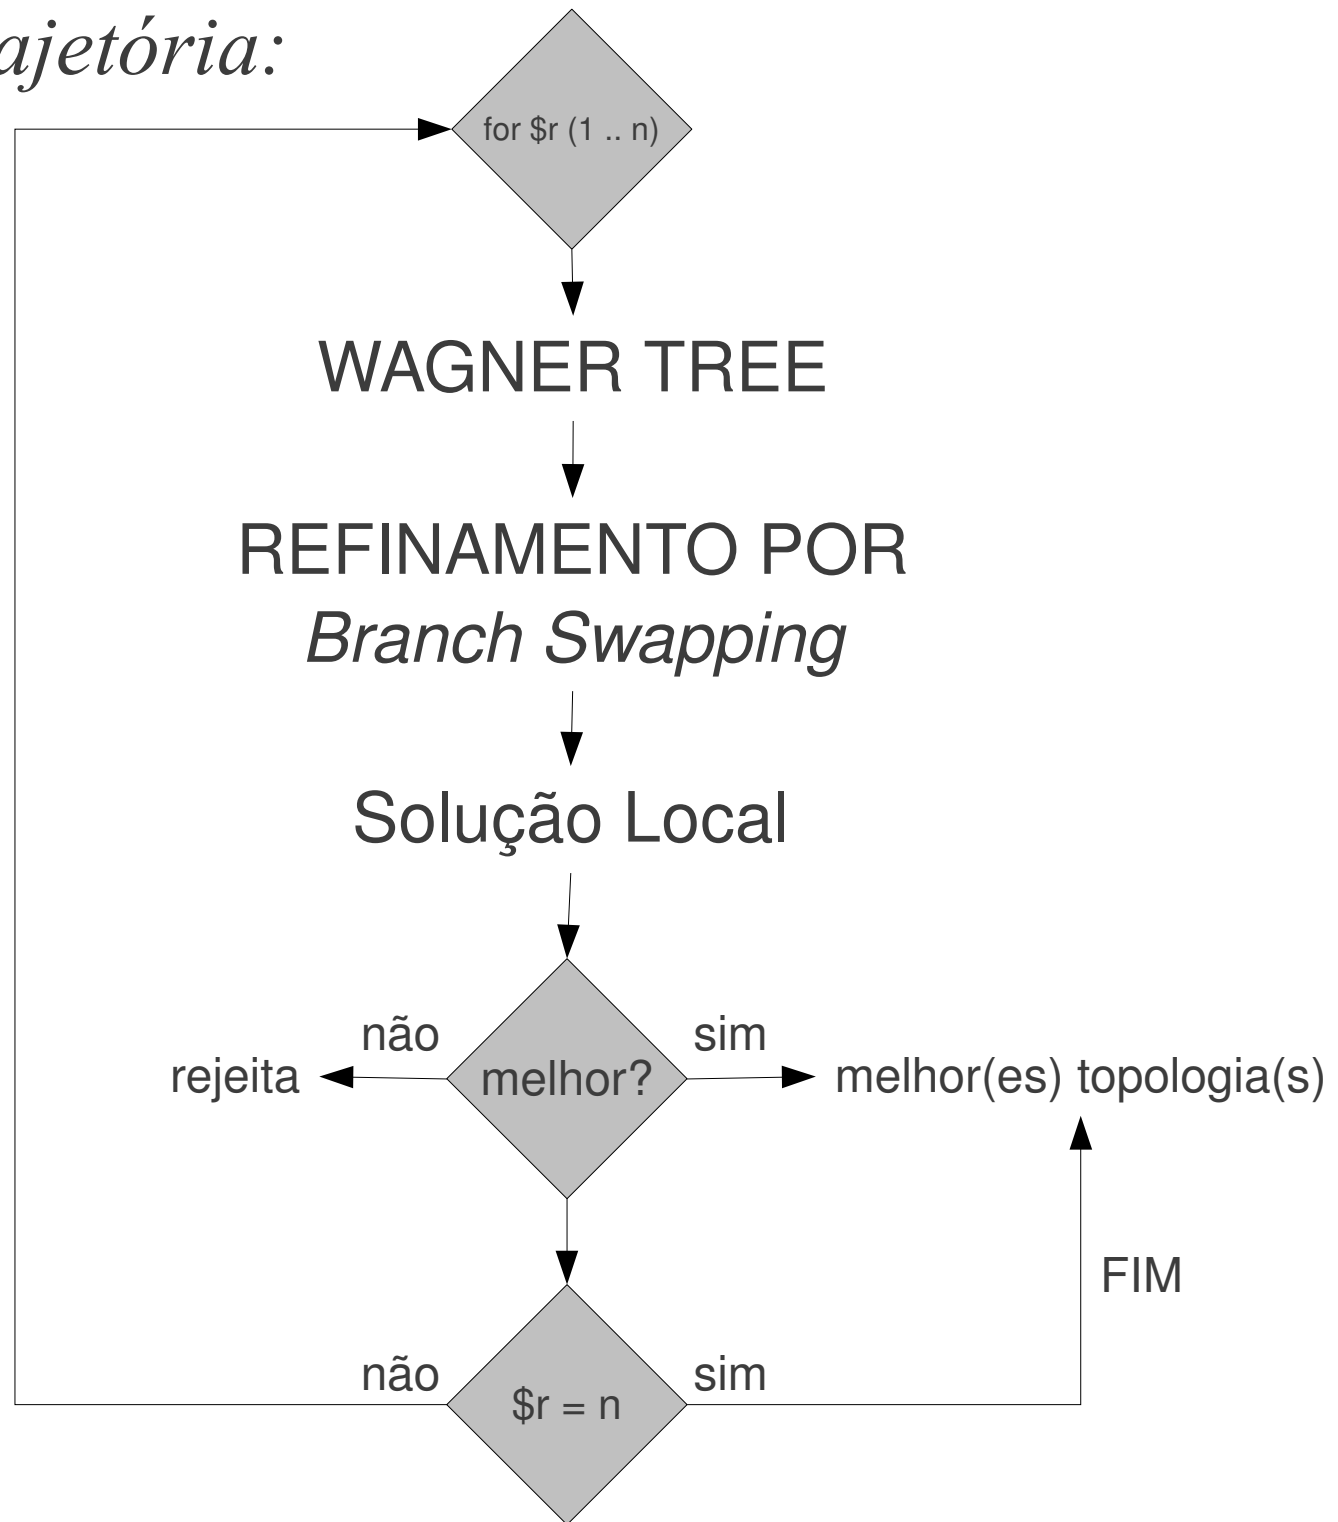 ajetória:
for $r (1 .. n)
WAGNER TREE
REFINAMENTO POR
Branch Swapping
Solução Local
não
sim
rejeita
melhor?
melhor(es) topologia(s)
FIM
não
sim
$r = n